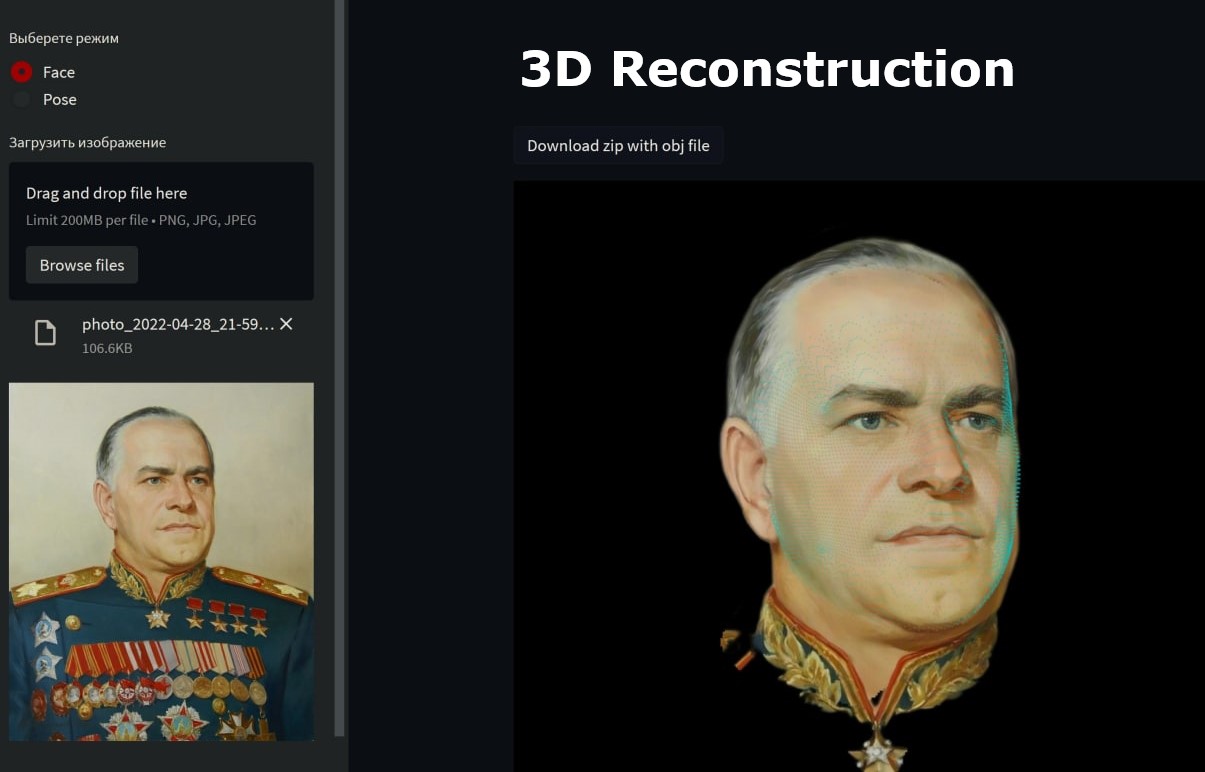 Выберете режим
Face
Pose
Загрузить изображение
Drag and drop file here
Limit 200MB per file • PNG, JPG, JPEG
Browse files
photo_2022-04-28_21-59...
106.6KB
3D Reconstruction
Download zip with obj file